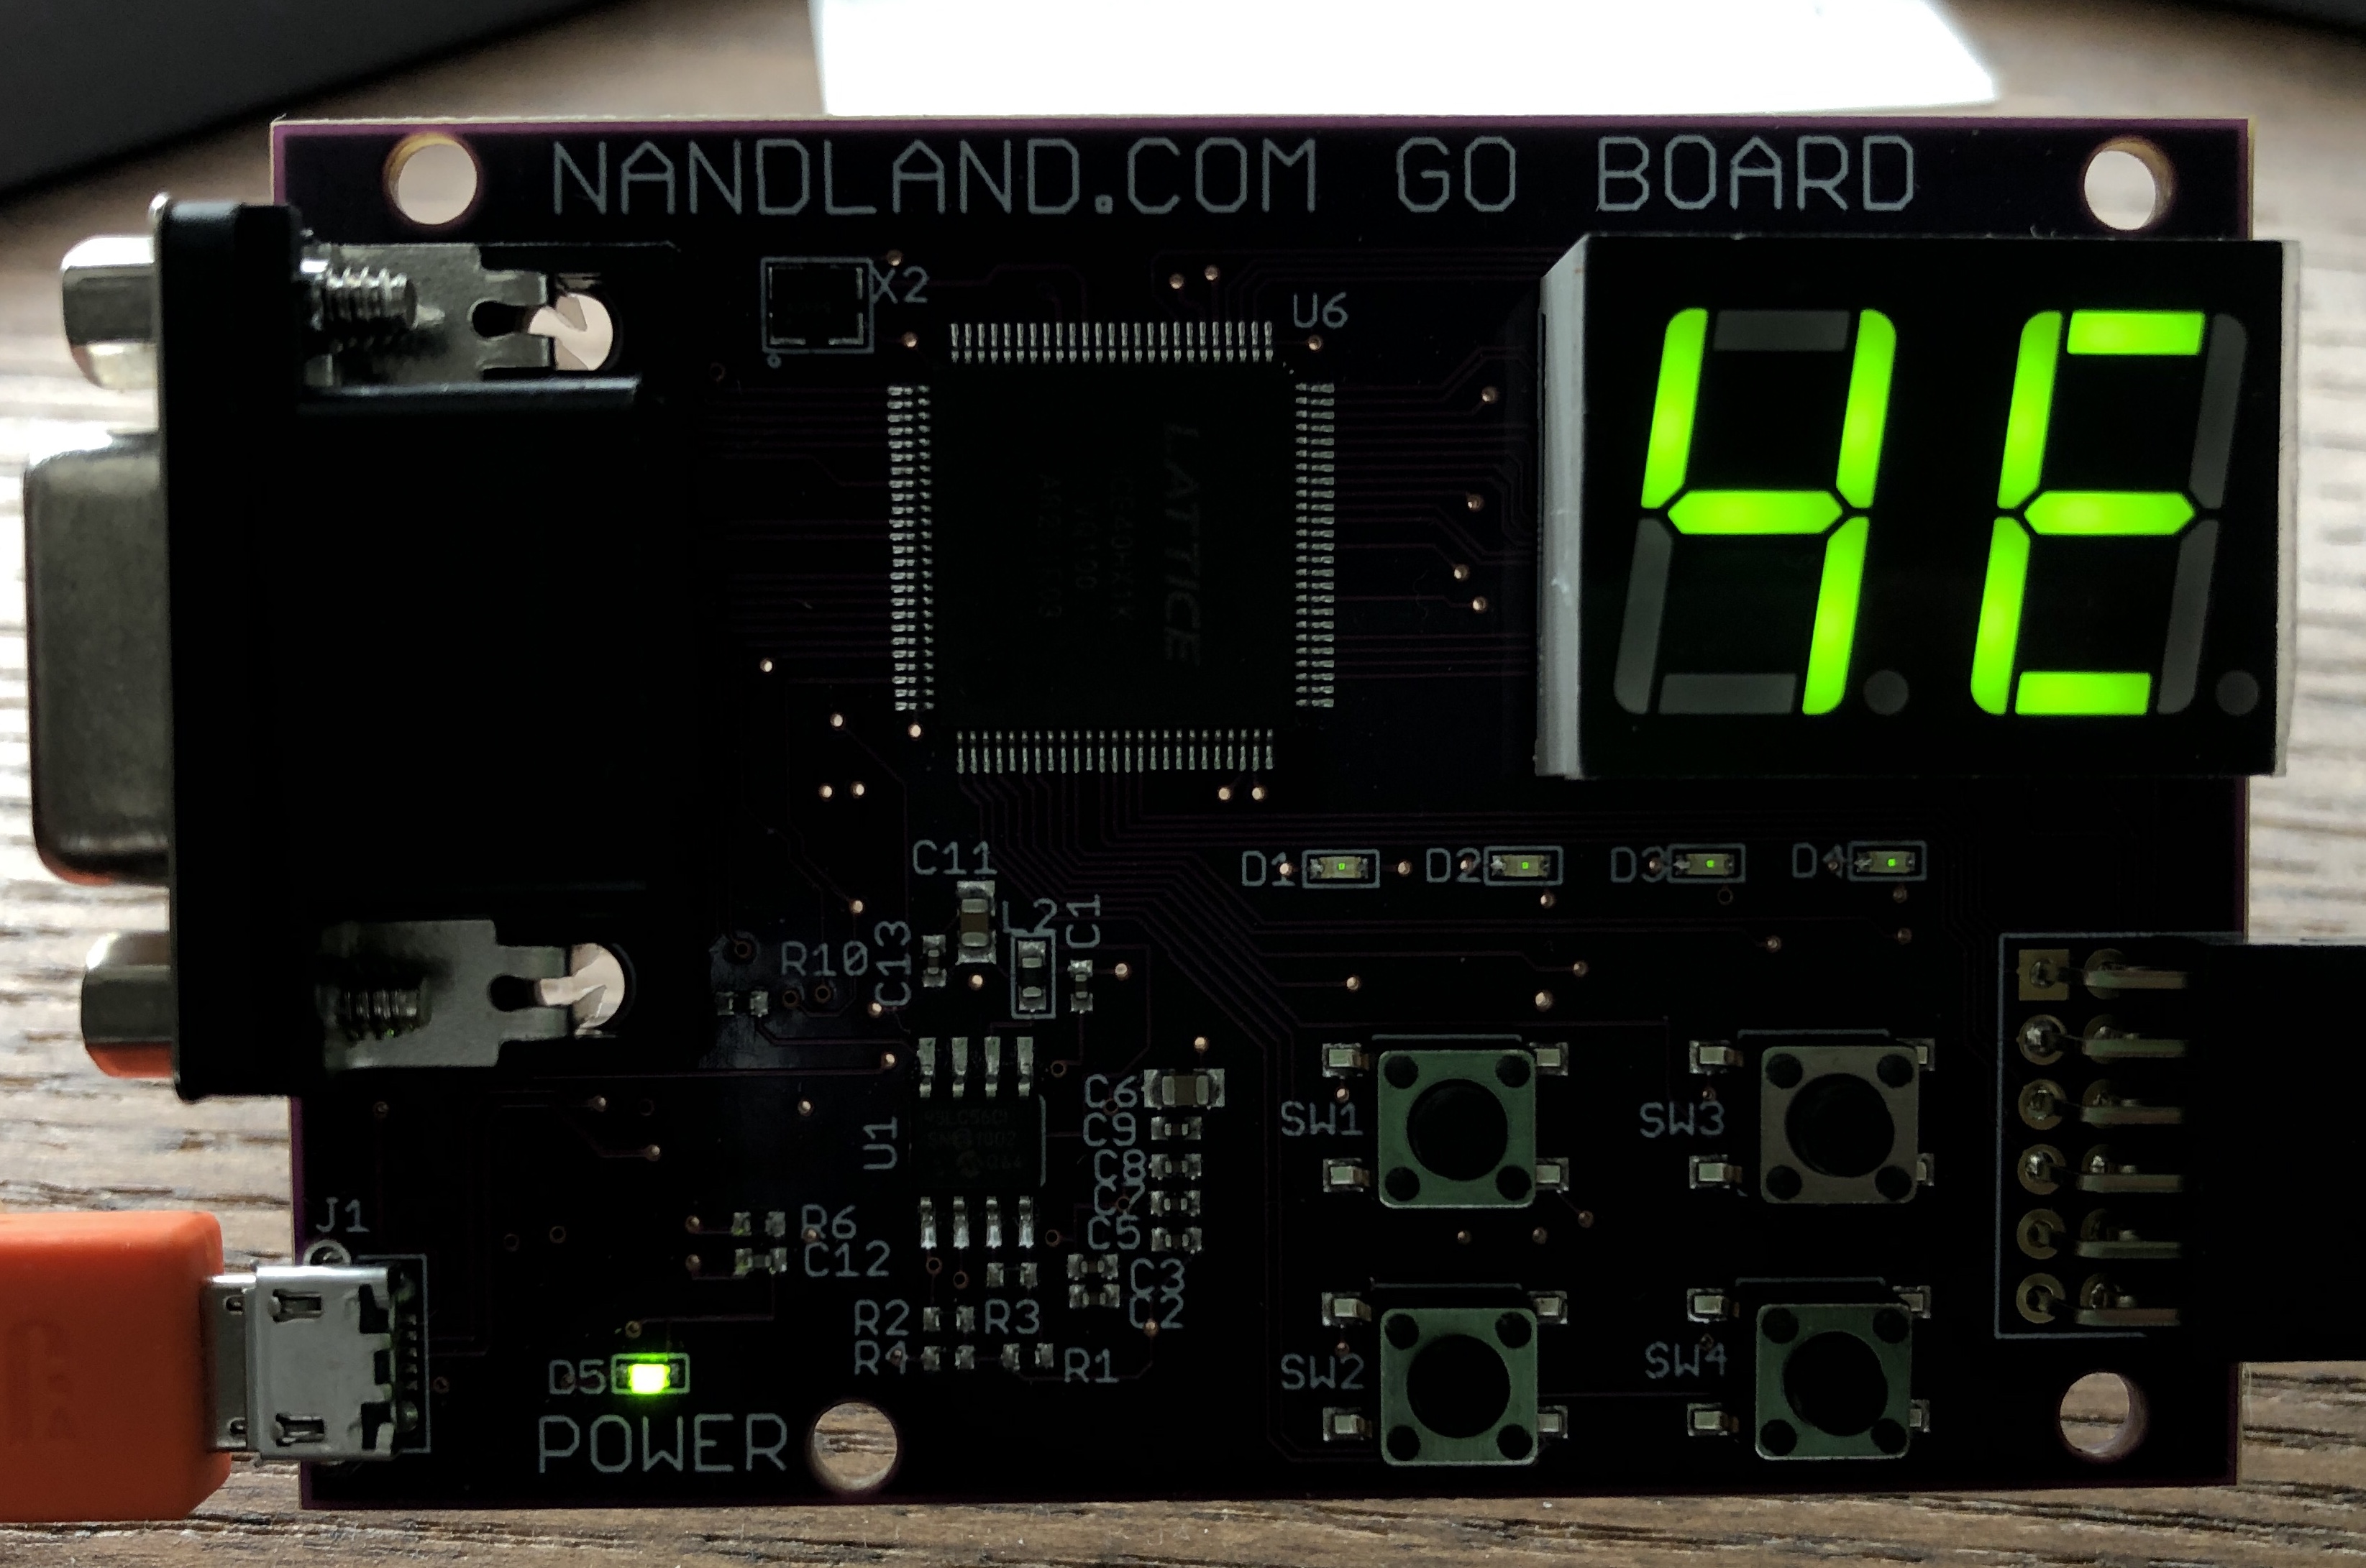 NANDLAND.COM GO BOARD
X2
U6
4E
LATTICE
ICE40HX1K
VQ100
C11
D1
D2
D3
D4
L2
C1
C13
R10
C6
C9
C8
C7
C5
C3
C2
U1
SW1
SW3
J1
R6
C12
R2
R3
R4
R1
SW2
SW4
D5
POWER